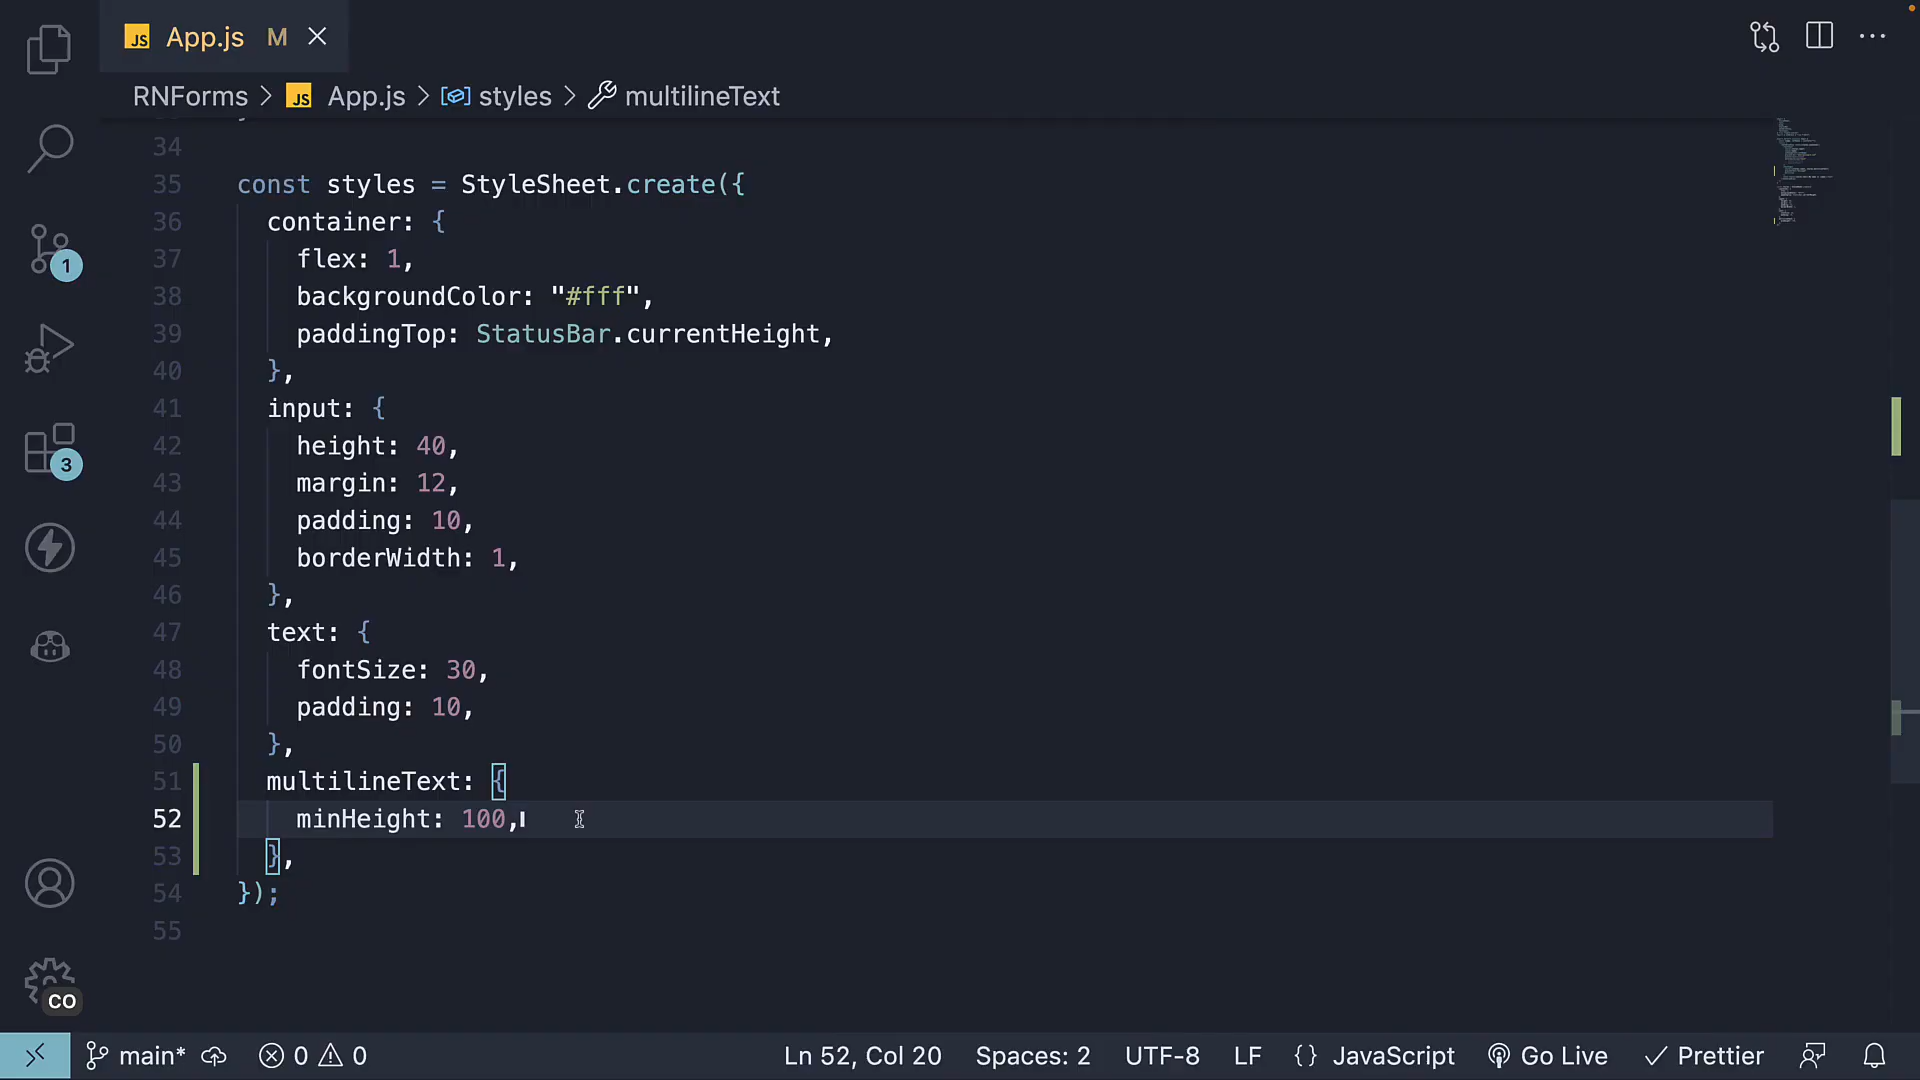 JS App.js M
RNForms > JS App.js > styles > multilineText
34
35 const styles = StyleSheet.create({
36 container: {
37 flex: 1,
38 backgroundColor: "#fff",
39 paddingTop: StatusBar.currentHeight,
40 },
41 input: {
42 height: 40,
43 margin: 12,
44 padding: 10,
45 borderWidth: 1,
46 },
47 text: {
48 fontSize: 30,
49 padding: 10,
50 },
51 multilineText: {
52 minHeight: 100,
53 },
54 });
55
1
3
CO
main* 0 0 Ln 52, Col 20 Spaces: 2 UTF-8 LF {} JavaScript Go Live Prettier